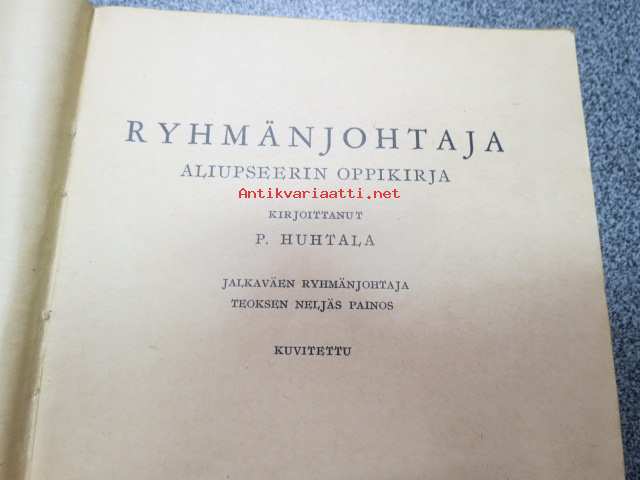 RYHMÄNJOHTAJA
ALIUPSEERIN OPPIKIRJA
Antikvariaatti.net
KIRJOITTANUT
P. HUHTALA
JALKAVÄEN RYHMÄNJOHTAJA
TEOKSEN NELJÄS PAINOS
KUVITETTU